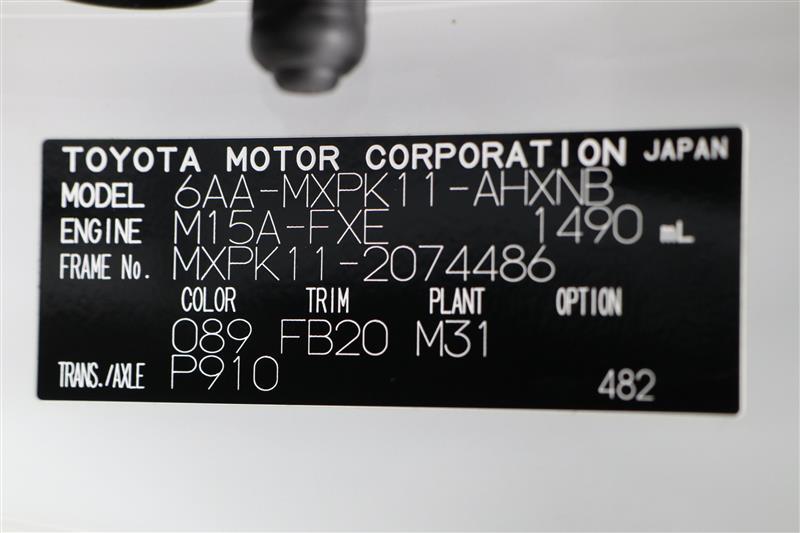 TOYOTA MOTOR CORPORATION JAPAN
MODEL 6AA-MXPK11-AHXNB
ENGINE M15A-FXE 1490 mL
FRAME No. MXPK11-2074486
COLOR TRIM PLANT OPTION
089 FB20 M31
TRANS./AXLE P910 482